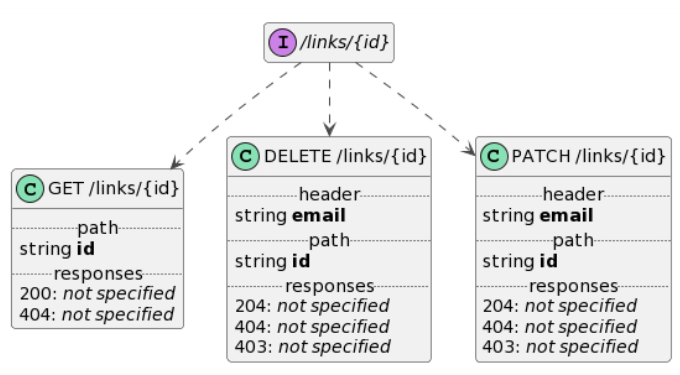 I /links/{id}
C GET /links/{id}
path
string id
responses
200: not specified
404: not specified
C DELETE /links/{id}
header
string email
path
string id
responses
204: not specified
404: not specified
403: not specified
C PATCH /links/{id}
header
string email
path
string id
responses
204: not specified
404: not specified
403: not specified